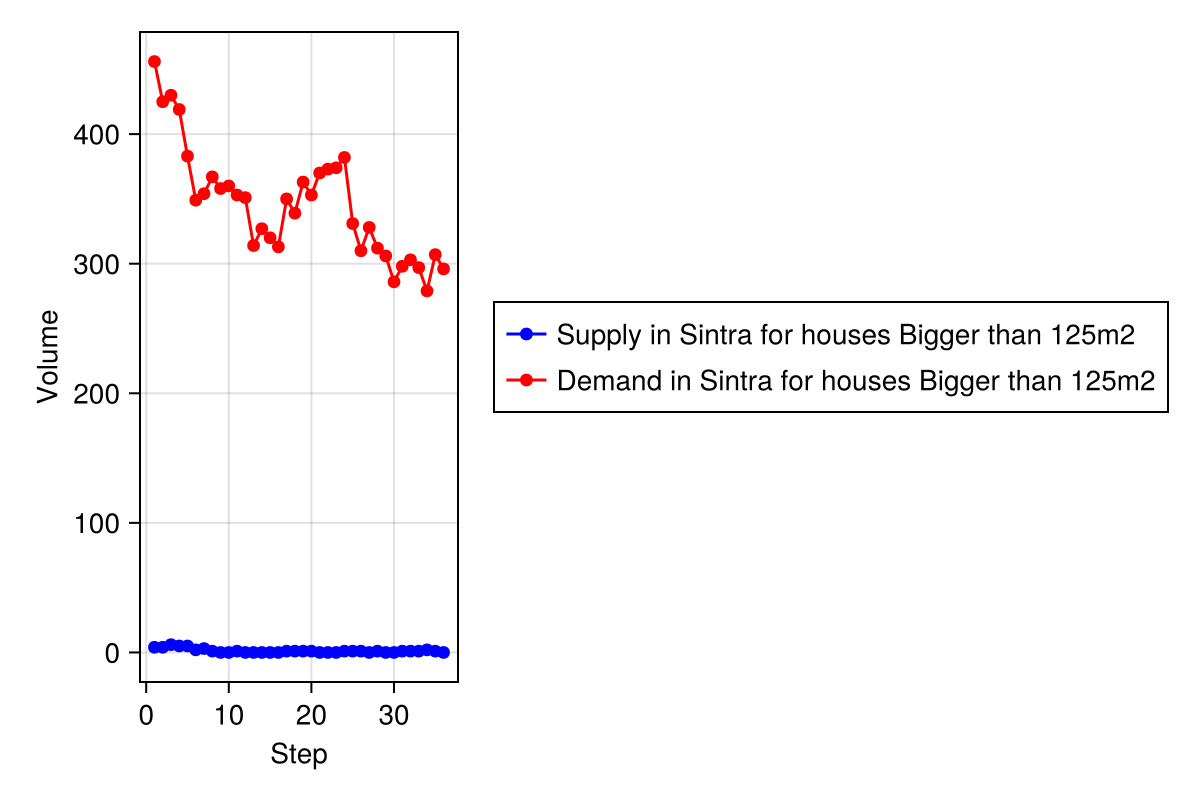 400
300
200
100
0
Volume
0 10 20 30
Step
Supply in Sintra for houses Bigger than 125m2
Demand in Sintra for houses Bigger than 125m2